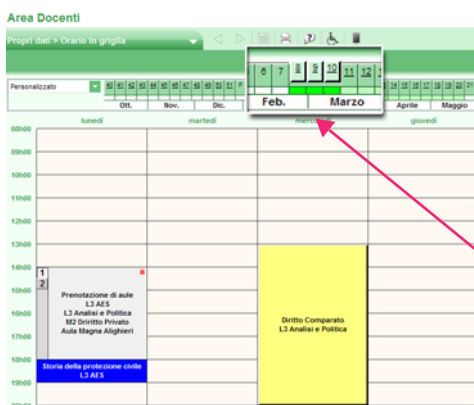 Area Docenti
Propri dati > Orario in griglia
Personalizzato
6 7 8 9 10 11 12
Feb. Marzo
Ott. Nov. Dic. Aprile Maggio
lunedì martedì giovedì
08h00
09h00
10h00
11h00
12h00
13h00
14h00
1
2
15h00
Prenotazione di aule
L3 AES
L3 Analisi e Politica
M2 Driritto Privato
Aula Magna Alighieri
16h00
17h00
Diritto Comparato
L3 Analisi e Politica
18h00
Storia della protezione civile
L3 AES
19h00